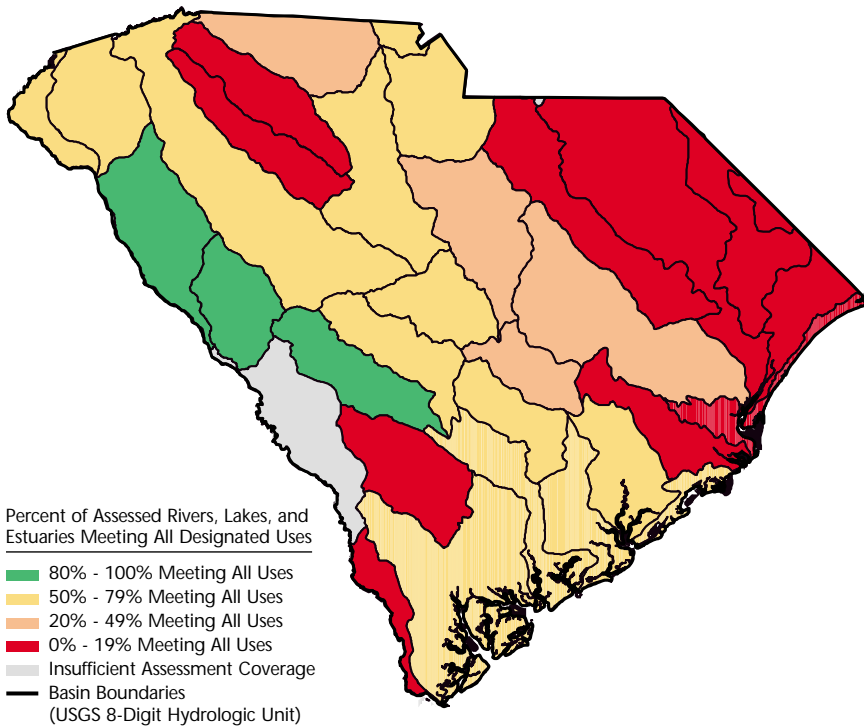 Percent of Assessed Rivers, Lakes, and
Estuaries Meeting All Designated Uses
80% - 100% Meeting All Uses
50% - 79% Meeting All Uses
20% - 49% Meeting All Uses
0% - 19% Meeting All Uses
Insufficient Assessment Coverage
Basin Boundaries
(USGS 8-Digit Hydrologic Unit)